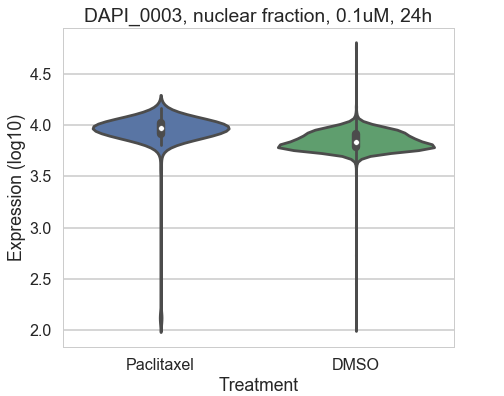 DAPI_0003, nuclear fraction, 0.1uM, 24h
Expression (log10)
4.5
4.0
3.5
3.0
2.5
2.0
Paclitaxel DMSO
Treatment